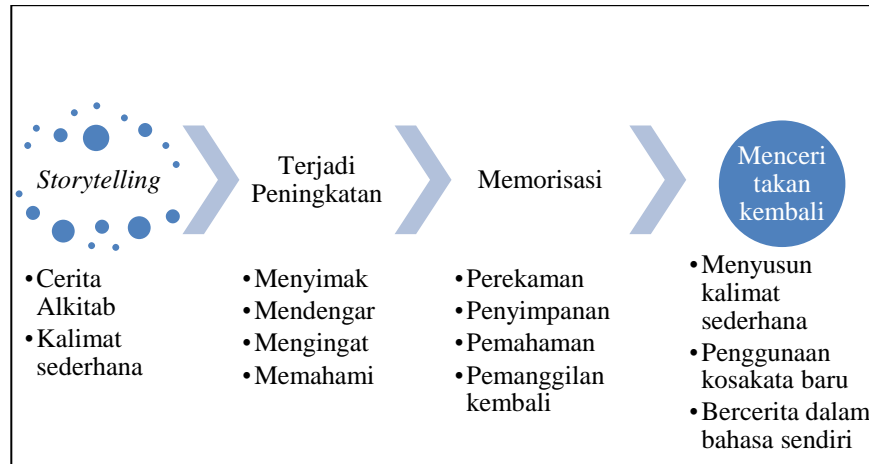 Storytelling
• Cerita
Alkitab
• Kalimat
sederhana
Terjadi
Peningkatan
• Menyimak
• Mendengar
• Mengingat
• Memahami
Memorisasi
• Perekaman
• Penyimpanan
• Pemahaman
• Pemanggilan
kembali
Menceri
takan
kembali
• Menyusun
kalimat
sederhana
• Penggunaan
kosakata baru
• Bercerita dalam
bahasa sendiri